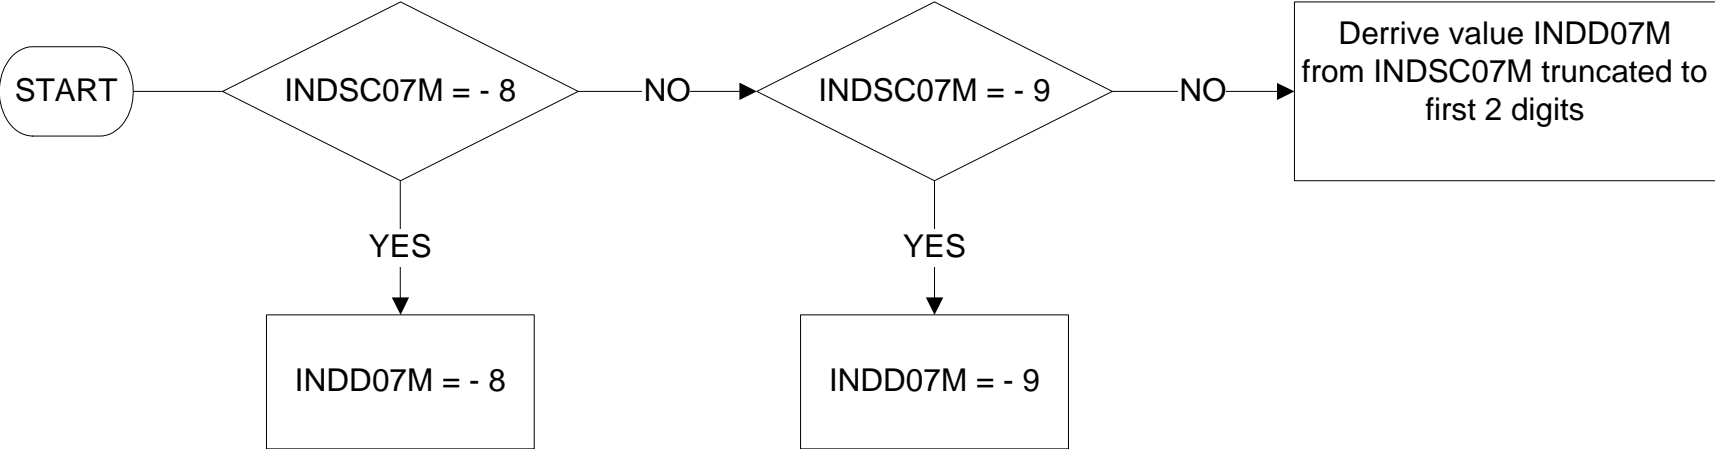 START
INDSC07M = - 8
NO
INDSC07M = - 9
NO
Derrive value INDD07M
from INDSC07M truncated to
first 2 digits
YES
YES
INDD07M = - 8
INDD07M = - 9